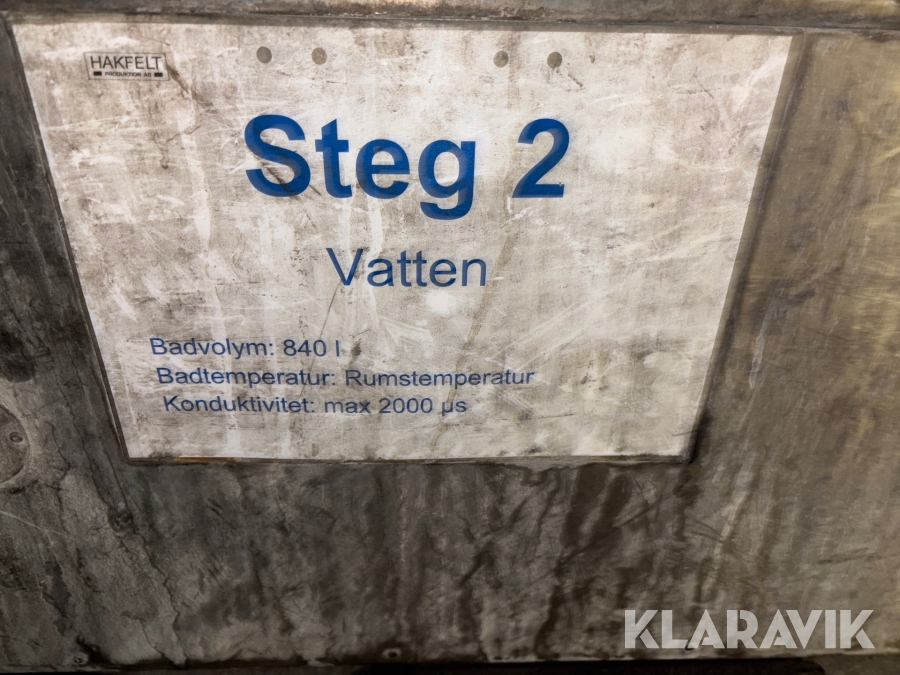 HAKFELT
PRODUKTION AB
Steg 2
Vatten
Badvolym: 840 l
Badtemperatur: Rumstemperatur
Konduktivitet: max 2000 µs
KLARAVIK